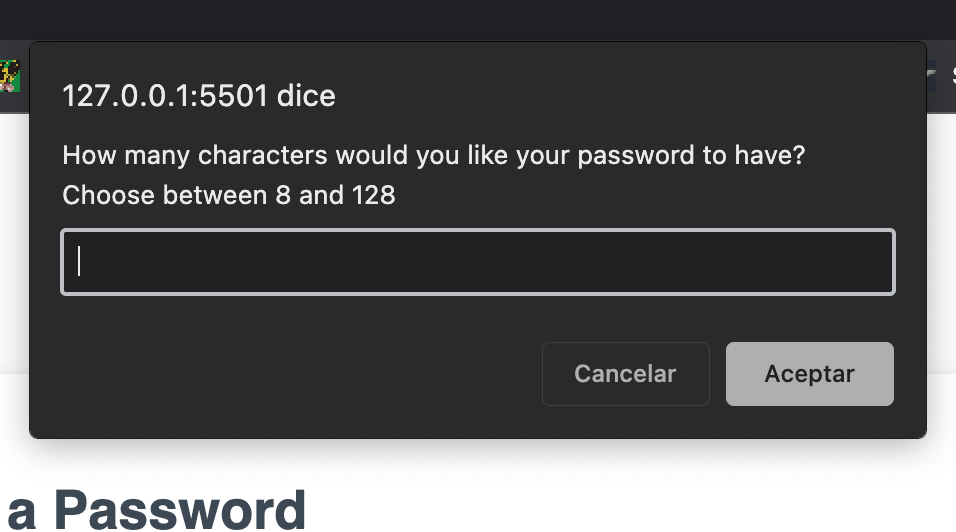 127.0.0.1:5501 dice
How many characters would you like your password to have?
Choose between 8 and 128
Cancelar
Aceptar
a Password